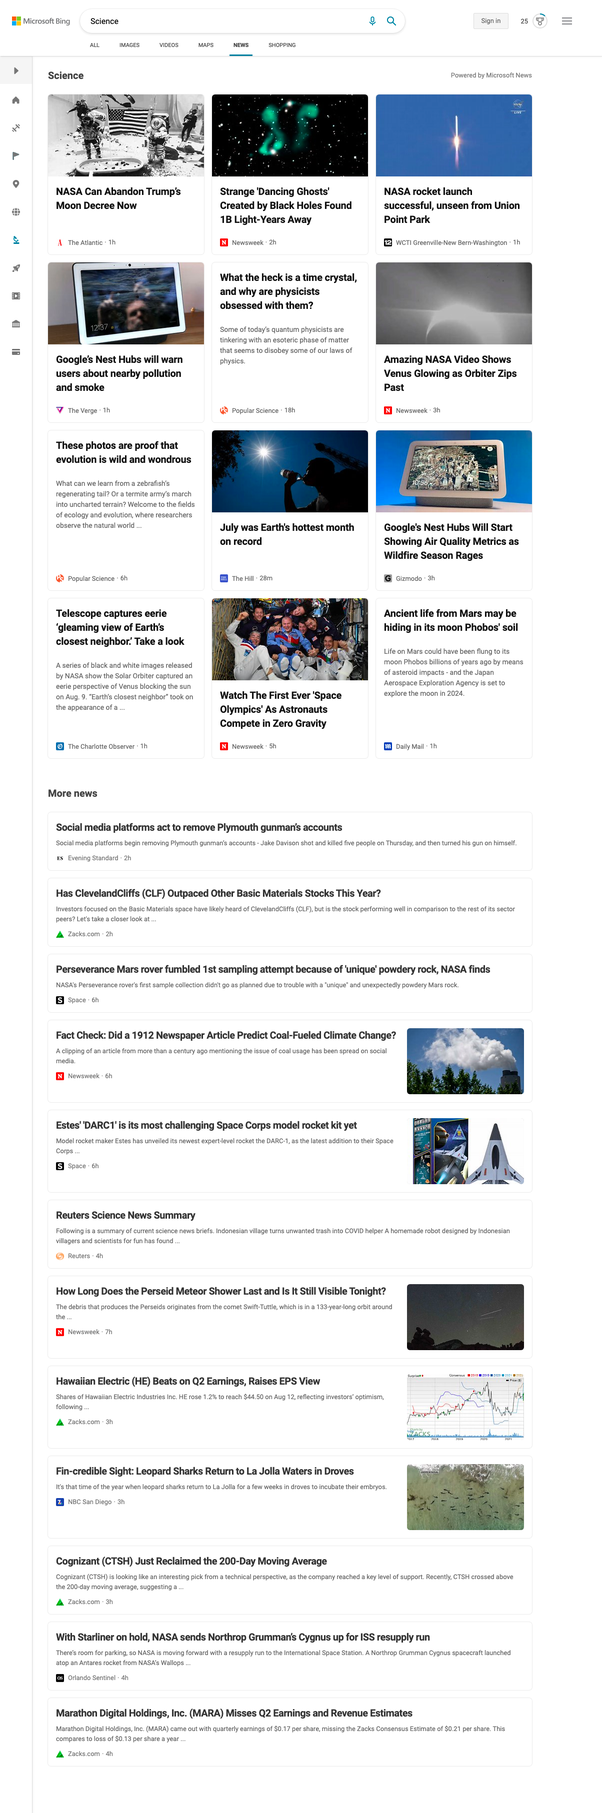 Microsoft Bing
Science
Sign in
25
ALL
IMAGES
VIDEOS
MAPS
NEWS
SHOPPING
Science
Powered by Microsoft News
NASA Can Abandon Trump's
Moon Decree Now
The Atlantic · 1h
Strange 'Dancing Ghosts'
Created by Black Holes Found
1B Light-Years Away
Newsweek · 2h
LIVE
NASA rocket launch
successful, unseen from Union
Point Park
12
WCTI Greenville-New Bern-Washington · 1h
12:37
Google's Nest Hubs will warn
users about nearby pollution
and smoke
The Verge · 1h
What the heck is a time crystal,
and why are physicists
obsessed with them?
Some of today's quantum physicists are
tinkering with an esoteric phase of matter
that seems to disobey some of our laws of
physics.
Popular Science · 18h
Amazing NASA Video Shows
Venus Glowing as Orbiter Zips
Past
Newsweek · 3h
These photos are proof that
evolution is wild and wondrous
What can we learn from a zebrafish's
regenerating tail? Or a termite army's march
into uncharted terrain? Welcome to the fields
of ecology and evolution, where researchers
observe the natural world ...
Popular Science · 6h
July was Earth's hottest month
on record
The Hill · 28m
Google's Nest Hubs Will Start
Showing Air Quality Metrics as
Wildfire Season Rages
Gizmodo · 3h
Telescope captures eerie
'gleaming view of Earth's
closest neighbor.' Take a look
A series of black and white images released
by NASA show the Solar Orbiter captured an
eerie perspective of Venus blocking the sun
on Aug. 9. "Earth's closest neighbor" took on
the appearance of a ...
The Charlotte Observer · 1h
Watch The First Ever 'Space
Olympics' As Astronauts
Compete in Zero Gravity
Newsweek · 5h
Ancient life from Mars may be
hiding in its moon Phobos' soil
Life on Mars could have been flung to its
moon Phobos billions of years ago by means
of asteroid impacts - and the Japan
Aerospace Exploration Agency is set to
explore the moon in 2024.
Daily Mail · 1h
More news
Social media platforms act to remove Plymouth gunman's accounts
Social media platforms begin removing Plymouth gunman's accounts - Jake Davison shot and killed five people on Thursday, and then turned his gun on himself.
ES Evening Standard · 2h
Has ClevelandCliffs (CLF) Outpaced Other Basic Materials Stocks This Year?
Investors focused on the Basic Materials space have likely heard of ClevelandCliffs (CLF), but is the stock performing well in comparison to the rest of its sector
peers? Let's take a closer look at ...
Zacks.com · 2h
Perseverance Mars rover fumbled 1st sampling attempt because of 'unique' powdery rock, NASA finds
NASA's Perseverance rover's first sample collection didn't go as planned due to trouble with a "unique" and unexpectedly powdery Mars rock.
Space · 6h
Fact Check: Did a 1912 Newspaper Article Predict Coal-Fueled Climate Change?
A clipping of an article from more than a century ago mentioning the issue of coal usage has been spread on social
media.
Newsweek · 6h
Estes' 'DARC1' is its most challenging Space Corps model rocket kit yet
Model rocket maker Estes has unveiled its newest expert-level rocket the DARC-1, as the latest addition to their Space
Corps ...
Space · 6h
Reuters Science News Summary
Following is a summary of current science news briefs. Indonesian village turns unwanted trash into COVID helper A homemade robot designed by Indonesian
villagers and scientists for fun has found ...
Reuters · 4h
How Long Does the Perseid Meteor Shower Last and Is It Still Visible Tonight?
The debris that produces the Perseids originates from the comet Swift-Tuttle, which is in a 133-year-long orbit around
the ...
Newsweek · 7h
Hawaiian Electric (HE) Beats on Q2 Earnings, Raises EPS View
Shares of Hawaiian Electric Industries Inc. HE rose 1.2% to reach $44.50 on Aug 12, reflecting investors' optimism,
following ...
Zacks.com · 3h
ZACKS
Fin-credible Sight: Leopard Sharks Return to La Jolla Waters in Droves
It's that time of the year when leopard sharks return to La Jolla for a few weeks in droves to incubate their embryos.
NBC San Diego · 3h
Cognizant (CTSH) Just Reclaimed the 200-Day Moving Average
Cognizant (CTSH) is looking like an interesting pick from a technical perspective, as the company reached a key level of support. Recently, CTSH crossed above
the 200-day moving average, suggesting a ...
Zacks.com · 3h
With Starliner on hold, NASA sends Northrop Grumman's Cygnus up for ISS resupply run
There's room for parking, so NASA is moving forward with a resupply run to the International Space Station. A Northrop Grumman Cygnus spacecraft launched
atop an Antares rocket from NASA's Wallops ...
Orlando Sentinel · 4h
Marathon Digital Holdings, Inc. (MARA) Misses Q2 Earnings and Revenue Estimates
Marathon Digital Holdings, Inc. (MARA) came out with quarterly earnings of $0.17 per share, missing the Zacks Consensus Estimate of $0.21 per share. This
compares to loss of $0.13 per share a year ...
Zacks.com · 4h